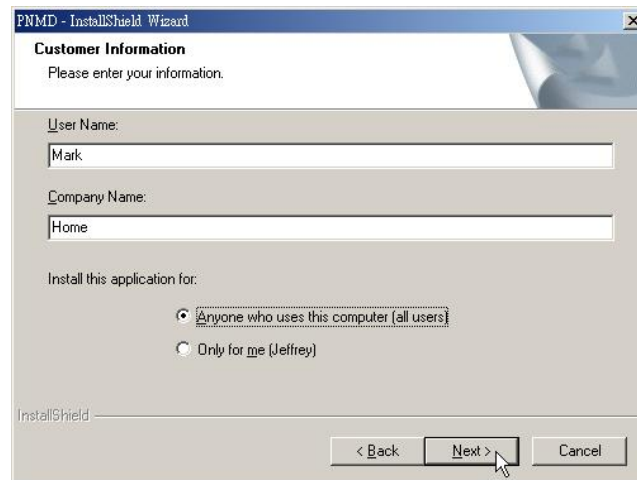 PNMD - InstallShield Wizard
Customer Information
Please enter your information.
User Name:
Mark
Company Name:
Home
Install this application for:
Anyone who uses this computer (all users)
Only for me (Jeffrey)
InstallShield
< Back Next > Cancel